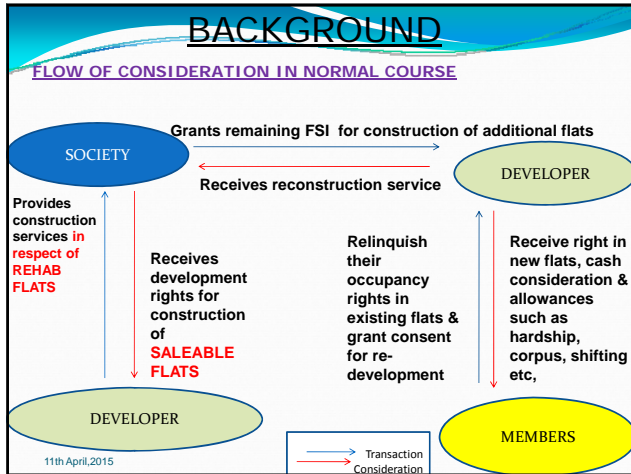 BACKGROUND
FLOW OF CONSIDERATION IN NORMAL COURSE
Grants remaining FSI for construction of additional flats
SOCIETY
DEVELOPER
Receives reconstruction service
Provides
construction
services in
respect of
REHAB
FLATS
Receives
development
rights for
construction
of
SALEABLE
FLATS
Relinquish
their
occupancy
rights in
existing flats &
grant consent
for re-
development
Receive right in
new flats, cash
consideration &
allowances
such as
hardship,
corpus, shifting
etc,
DEVELOPER
MEMBERS
11th April,2015
Transaction
Consideration